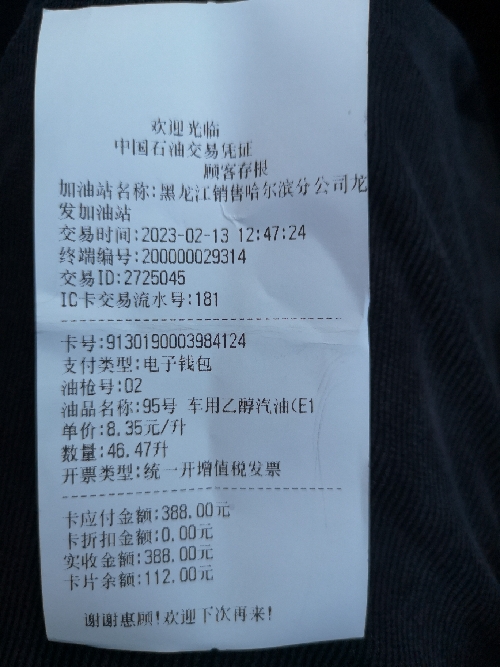 欢迎光临
中国石油交易凭证
顾客存根
加油站名称:黑龙江销售哈尔滨分公司龙
发加油站
交易时间:2023-02-13 12:47:24
终端编号:200000029314
交易ID:2725045
IC卡交易流水号:181
卡号:9130190003984124
支付类型:电子钱包
油枪号:02
油品名称:95号 车用乙醇汽油(E1
单价:8.35元/升
数量:46.47升
开票类型:统一开增值税发票
卡应付金额:388.00元
卡折扣金额:0.00元
实收金额:388.00元
卡片余额:112.00元
谢谢惠顾!欢迎下次再来!